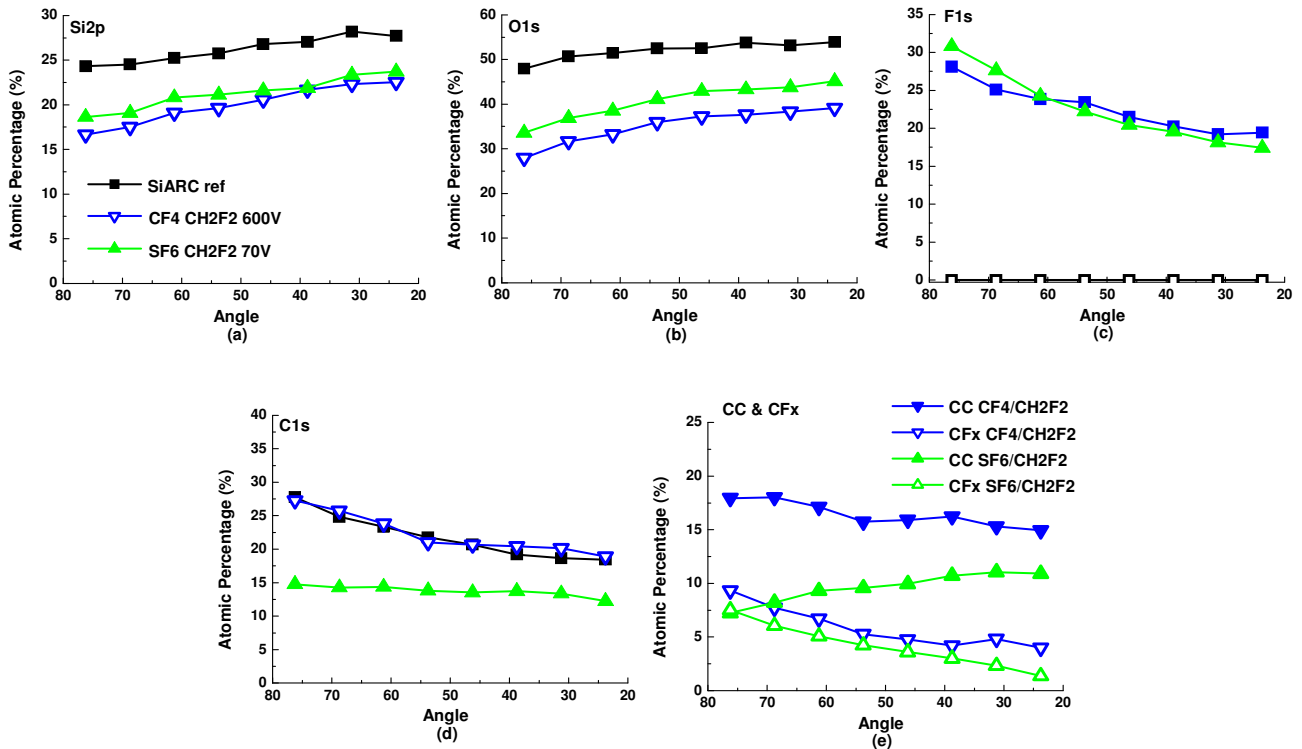 Si2p
Atomic Percentage (%)
30
25
20
15
10
5
0
SiARC ref
CF4 CH2F2 600V
SF6 CH2F2 70V
80 70 60 50 40 30 20
Angle
(a)
O1s
Atomic Percentage (%)
60
50
40
30
20
10
0
80 70 60 50 40 30 20
Angle
(b)
F1s
Atomic Percentage (%)
35
30
25
20
15
10
5
0
80 70 60 50 40 30 20
Angle
(c)
C1s
Atomic Percentage (%)
40
35
30
25
20
15
10
5
0
80 70 60 50 40 30 20
Angle
(d)
CC & CFx
CC CF4/CH2F2
CFx CF4/CH2F2
CC SF6/CH2F2
CFx SF6/CH2F2
Atomic Percentage (%)
25
20
15
10
5
0
80 70 60 50 40 30 20
Angle
(e)